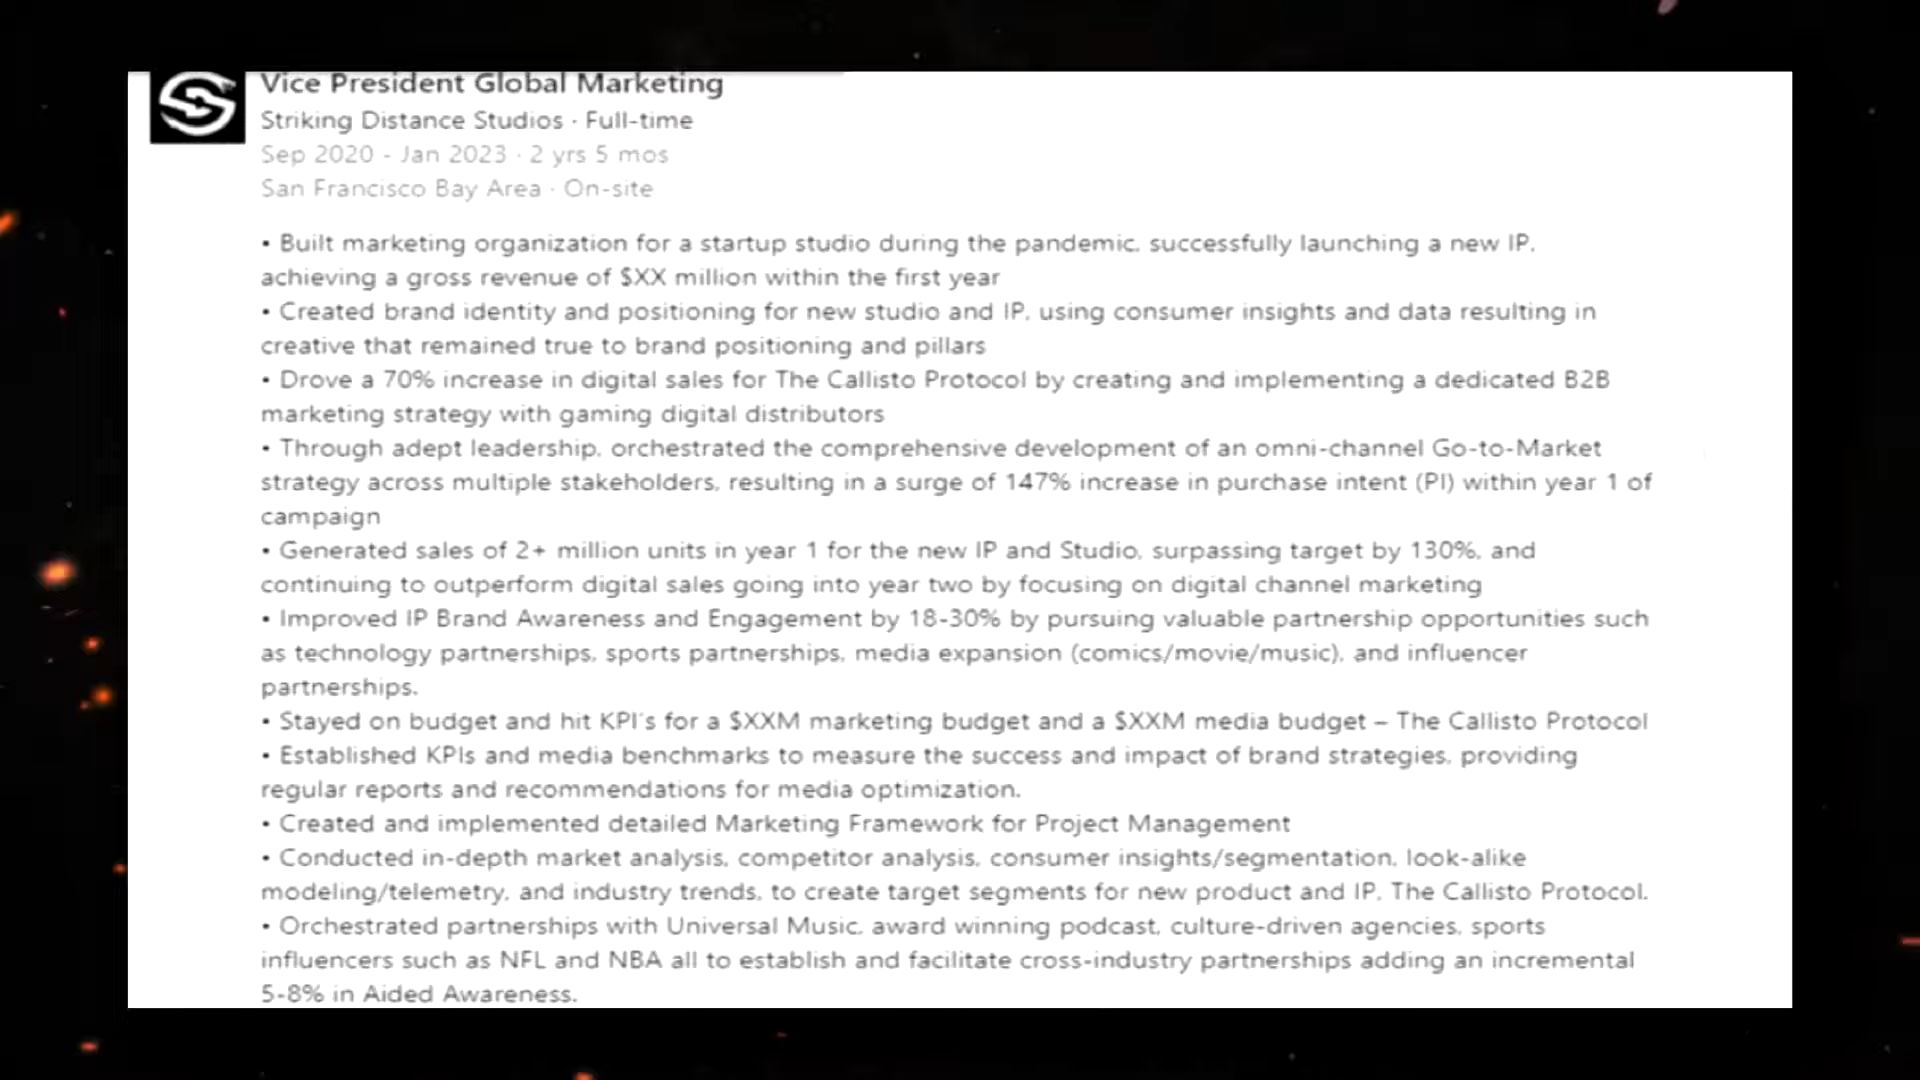 Vice President Global Marketing
Striking Distance Studios · Full-time
Sep 2020 - Jan 2023 · 2 yrs 5 mos
San Francisco Bay Area · On-site
• Built marketing organization for a startup studio during the pandemic, successfully launching a new IP,
achieving a gross revenue of $XX million within the first year
• Created brand identity and positioning for new studio and IP, using consumer insights and data resulting in
creative that remained true to brand positioning and pillars
• Drove a 70% increase in digital sales for The Callisto Protocol by creating and implementing a dedicated B2B
marketing strategy with gaming digital distributors
• Through adept leadership, orchestrated the comprehensive development of an omni-channel Go-to-Market
strategy across multiple stakeholders, resulting in a surge of 147% increase in purchase intent (PI) within year 1 of
campaign
• Generated sales of 2+ million units in year 1 for the new IP and Studio, surpassing target by 130%, and
continuing to outperform digital sales going into year two by focusing on digital channel marketing
• Improved IP Brand Awareness and Engagement by 18-30% by pursuing valuable partnership opportunities such
as technology partnerships, sports partnerships, media expansion (comics/movie/music), and influencer
partnerships.
• Stayed on budget and hit KPI's for a $XXM marketing budget and a $XXM media budget – The Callisto Protocol
• Established KPIs and media benchmarks to measure the success and impact of brand strategies, providing
regular reports and recommendations for media optimization.
• Created and implemented detailed Marketing Framework for Project Management
• Conducted in-depth market analysis, competitor analysis, consumer insights/segmentation, look-alike
modeling/telemetry, and industry trends, to create target segments for new product and IP, The Callisto Protocol.
• Orchestrated partnerships with Universal Music, award winning podcast, culture-driven agencies, sports
influencers such as NFL and NBA all to establish and facilitate cross-industry partnerships adding an incremental
5-8% in Aided Awareness.